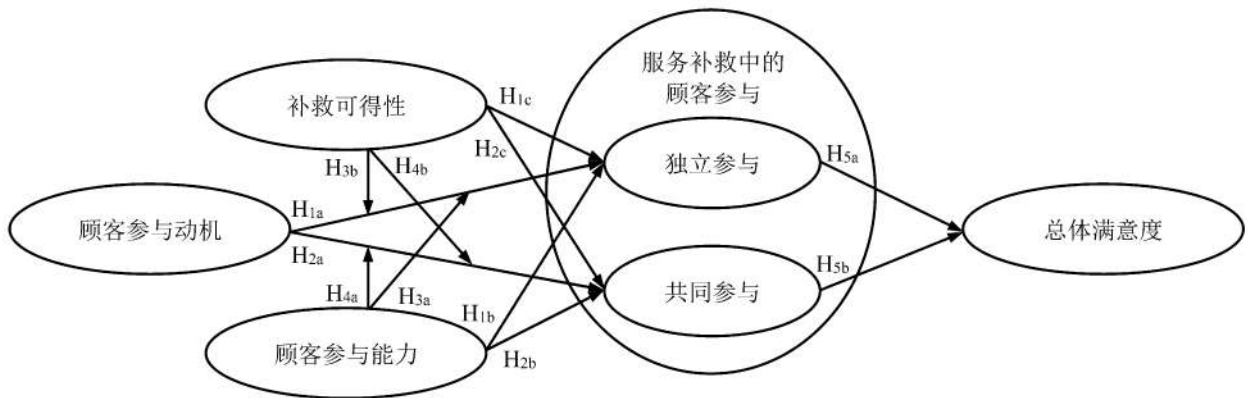 服务补救中的
顾客参与
补救可得性
H1c
H2c
H3b
H4b
独立参与
H5a
顾客参与动机
H1a
H2a
总体满意度
H4a
H3a
H1b
共同参与
H5b
顾客参与能力
H2b